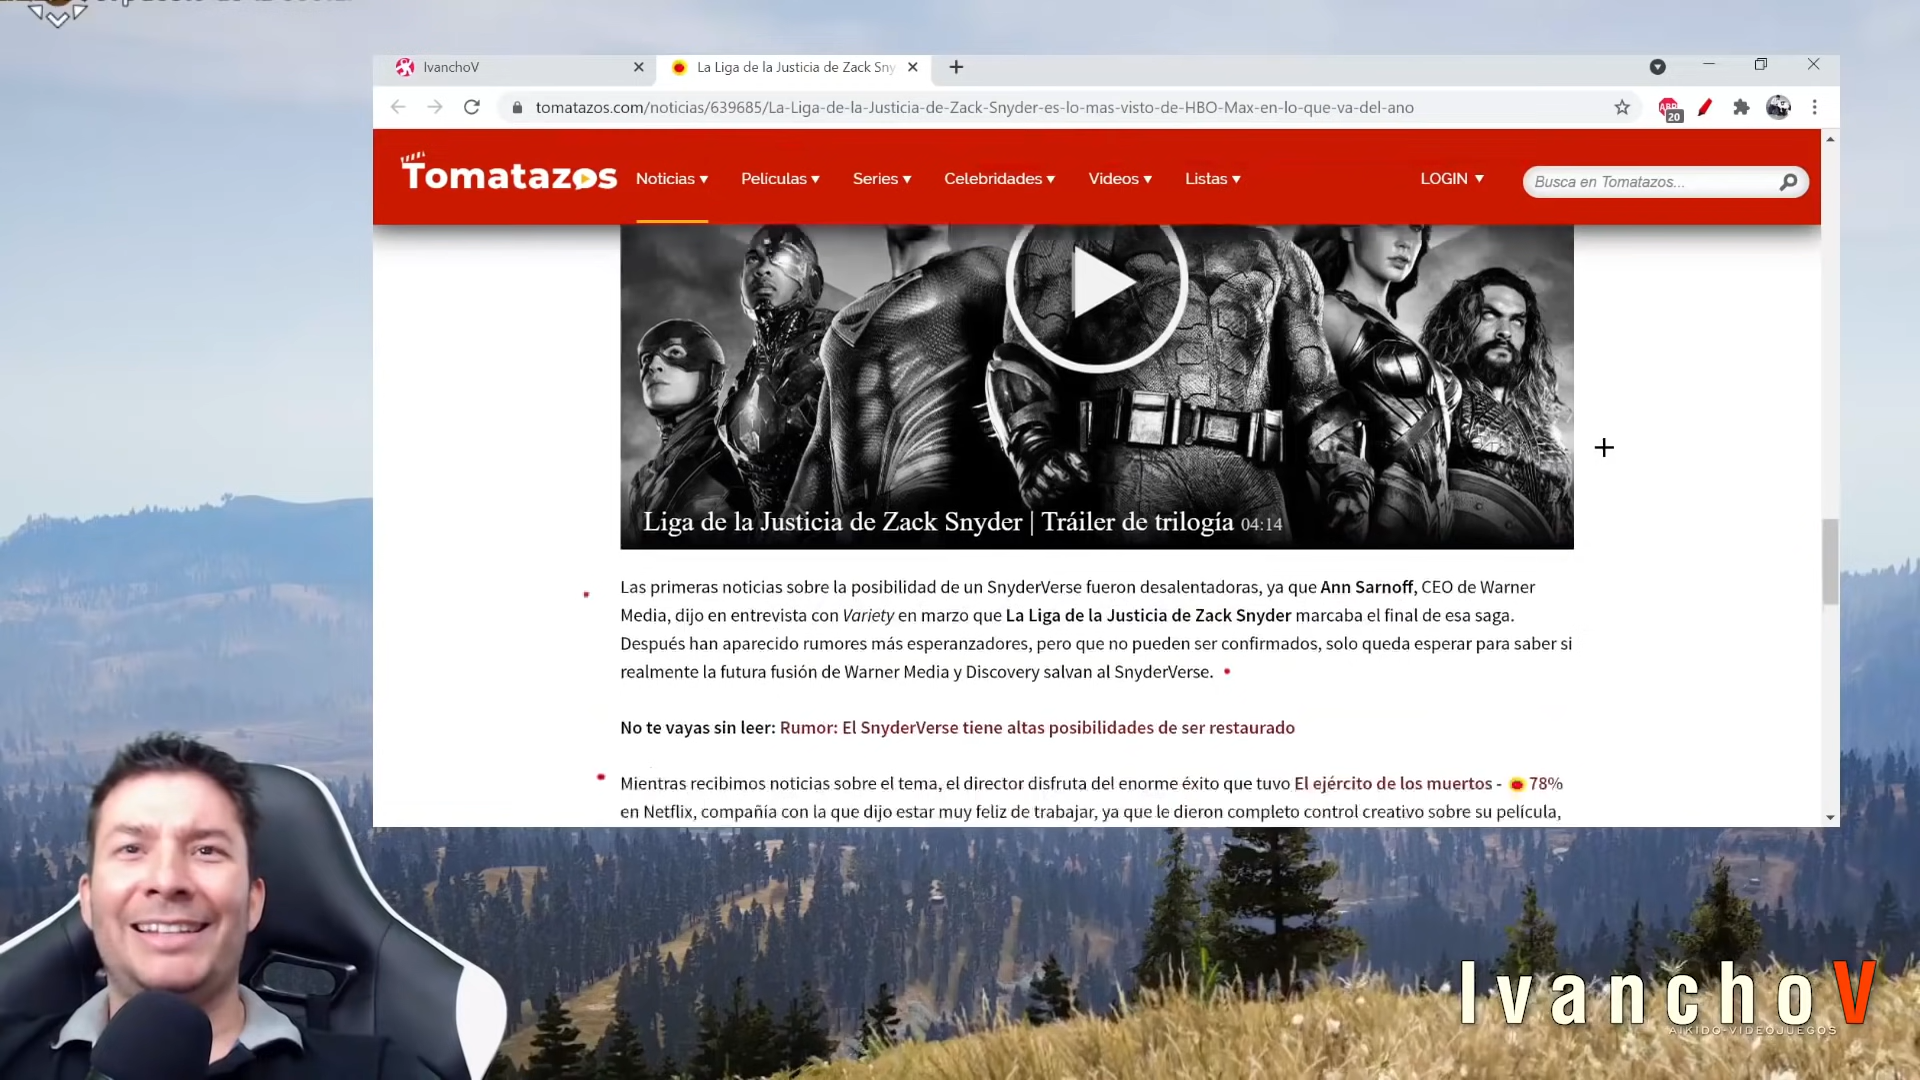 IvanchoV
La Liga de la Justicia de Zack Sny
tomatazos.com/noticias/639685/La-Liga-de-la-Justicia-de-Zack-Snyder-es-lo-mas-visto-de-HBO-Max-en-lo-que-va-del-ano
ABP
20
Tomatazos
Noticias
Películas
Series
Celebridades
Videos
Listas
LOGIN
Busca en Tomatazos...
Liga de la Justicia de Zack Snyder | Tráiler de trilogía 04:14
Las primeras noticias sobre la posibilidad de un SnyderVerse fueron desalentadoras, ya que Ann Sarnoff, CEO de Warner
Media, dijo en entrevista con Variety en marzo que La Liga de la Justicia de Zack Snyder marcaba el final de esa saga.
Después han aparecido rumores más esperanzadores, pero que no pueden ser confirmados, solo queda esperar para saber si
realmente la futura fusión de Warner Media y Discovery salvan al SnyderVerse.
No te vayas sin leer: Rumor: El SnyderVerse tiene altas posibilidades de ser restaurado
Mientras recibimos noticias sobre el tema, el director disfruta del enorme éxito que tuvo El ejército de los muertos - 78%
en Netflix, compañía con la que dijo estar muy feliz de trabajar, ya que le dieron completo control creativo sobre su película,
IvanchoV
AIKIDO-VIDEOJUEGOS